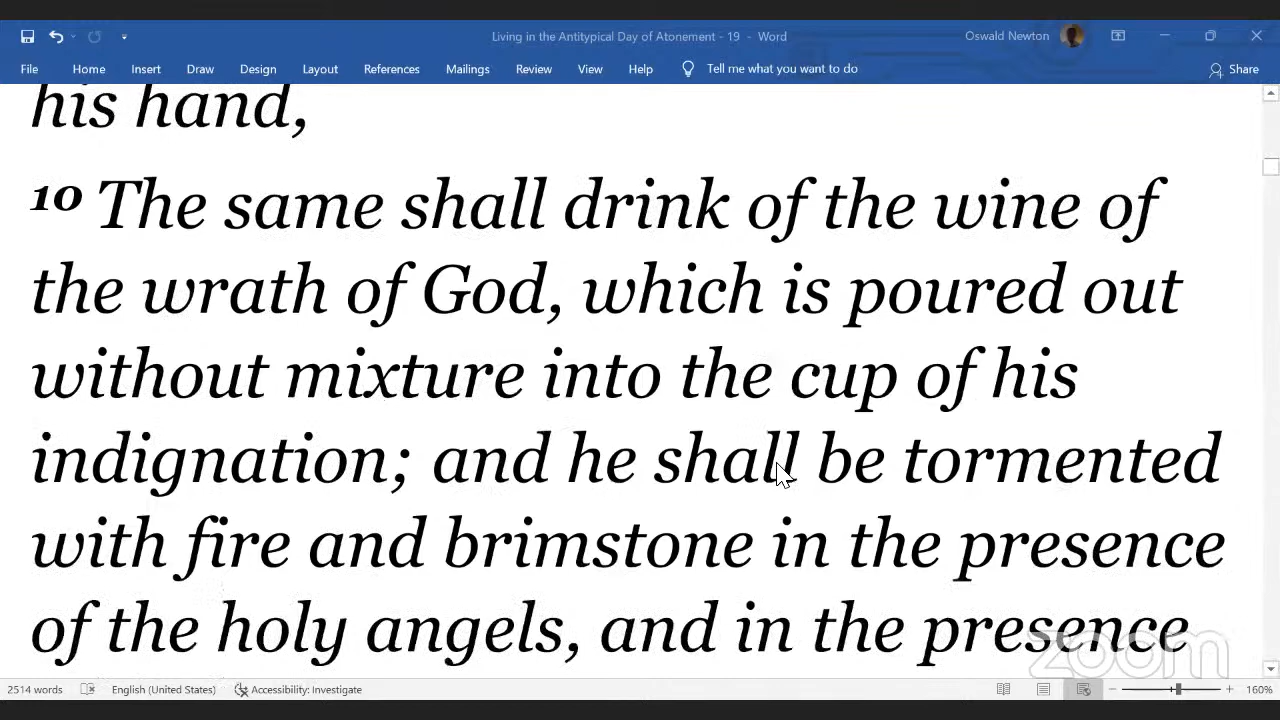 Living in the Antitypical Day of Atonement - 19 - Word
Oswald Newton
File Home Insert Draw Design Layout References Mailings Review View Help Tell me what you want to do Share
his hand,
10 The same shall drink of the wine of
the wrath of God, which is poured out
without mixture into the cup of his
indignation; and he shall be tormented
with fire and brimstone in the presence
of the holy angels, and in the presence
zoom
2514 words English (United States) Accessibility: Investigate 160%